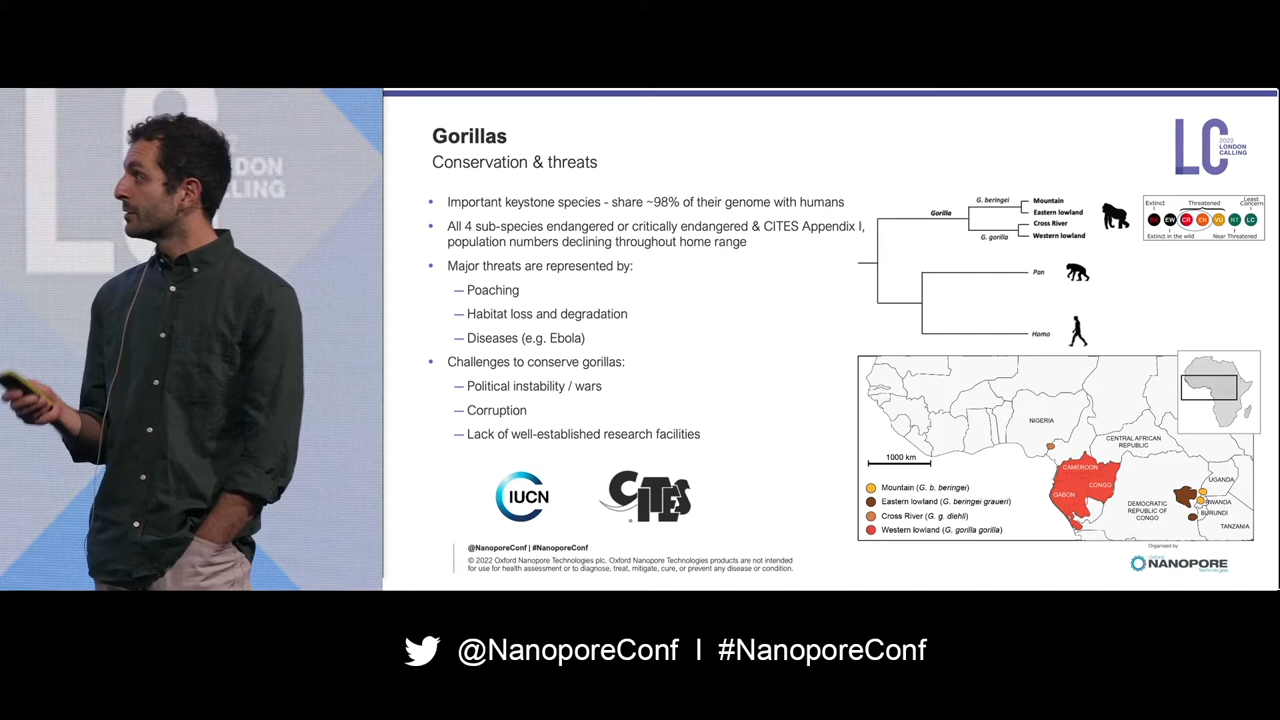 LC
DON
LLING
Gorillas
Conservation & threats
LC
2022
LONDON
CALLING
• Important keystone species - share ~98% of their genome with humans
• All 4 sub-species endangered or critically endangered & CITES Appendix I,
population numbers declining throughout home range
• Major threats are represented by:
— Poaching
— Habitat loss and degradation
— Diseases (e.g. Ebola)
• Challenges to conserve gorillas:
— Political instability / wars
— Corruption
— Lack of well-established research facilities
IUCN
CITES
®
Gorilla
G. beringei
G. gorilla
Mountain
Eastern lowland
Cross River
Western lowland
Pan
Homo
Extinct
Threatened
Least
Concern
EX EW CR EN VU NT LC
Extinct in the wild
Near Threatened
NIGERIA
CENTRAL AFRICAN
REPUBLIC
CAMEROON
CONGO
GABON
DEMOCRATIC
REPUBLIC OF
CONGO
UGANDA
RWANDA
BURUNDI
TANZANIA
1000 km
Mountain (G. b. beringei)
Eastern lowland (G. beringei graueri)
Cross River (G. g. diehli)
Western lowland (G. gorilla gorilla)
@NanoporeConf | #NanoporeConf
© 2022 Oxford Nanopore Technologies plc. Oxford Nanopore Technologies products are not intended
for use for health assessment or to diagnose, treat, mitigate, cure, or prevent any disease or condition.
Organised by
Oxford
NANOPORE
Technologies
@NanoporeConf I #NanoporeConf